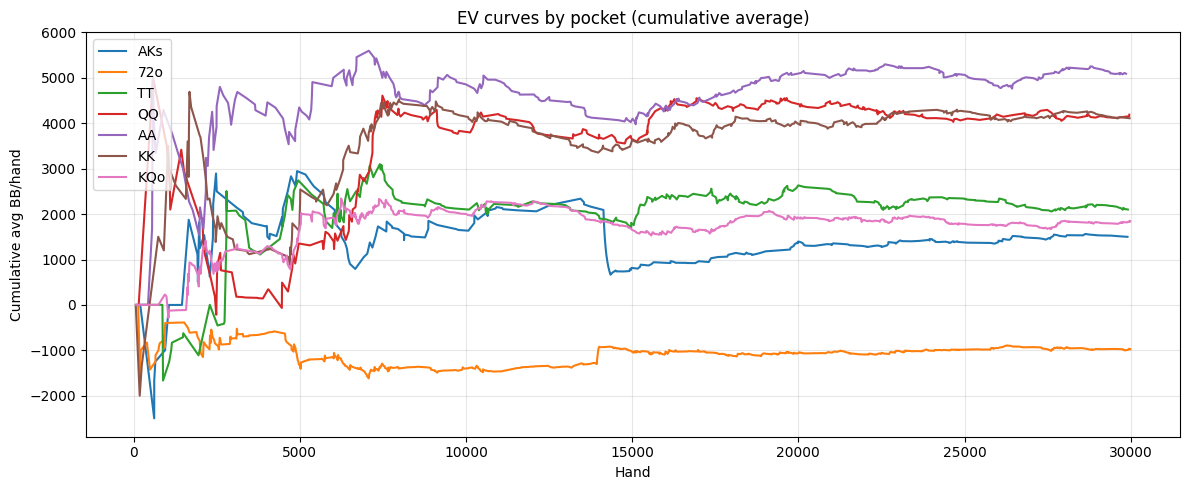 EV curves by pocket (cumulative average)
6000
5000
4000
3000
2000
1000
0
−1000
−2000
Cumulative avg BB/hand
AKs
72o
TT
QQ
AA
KK
KQo
0
5000
10000
15000
20000
25000
30000
Hand